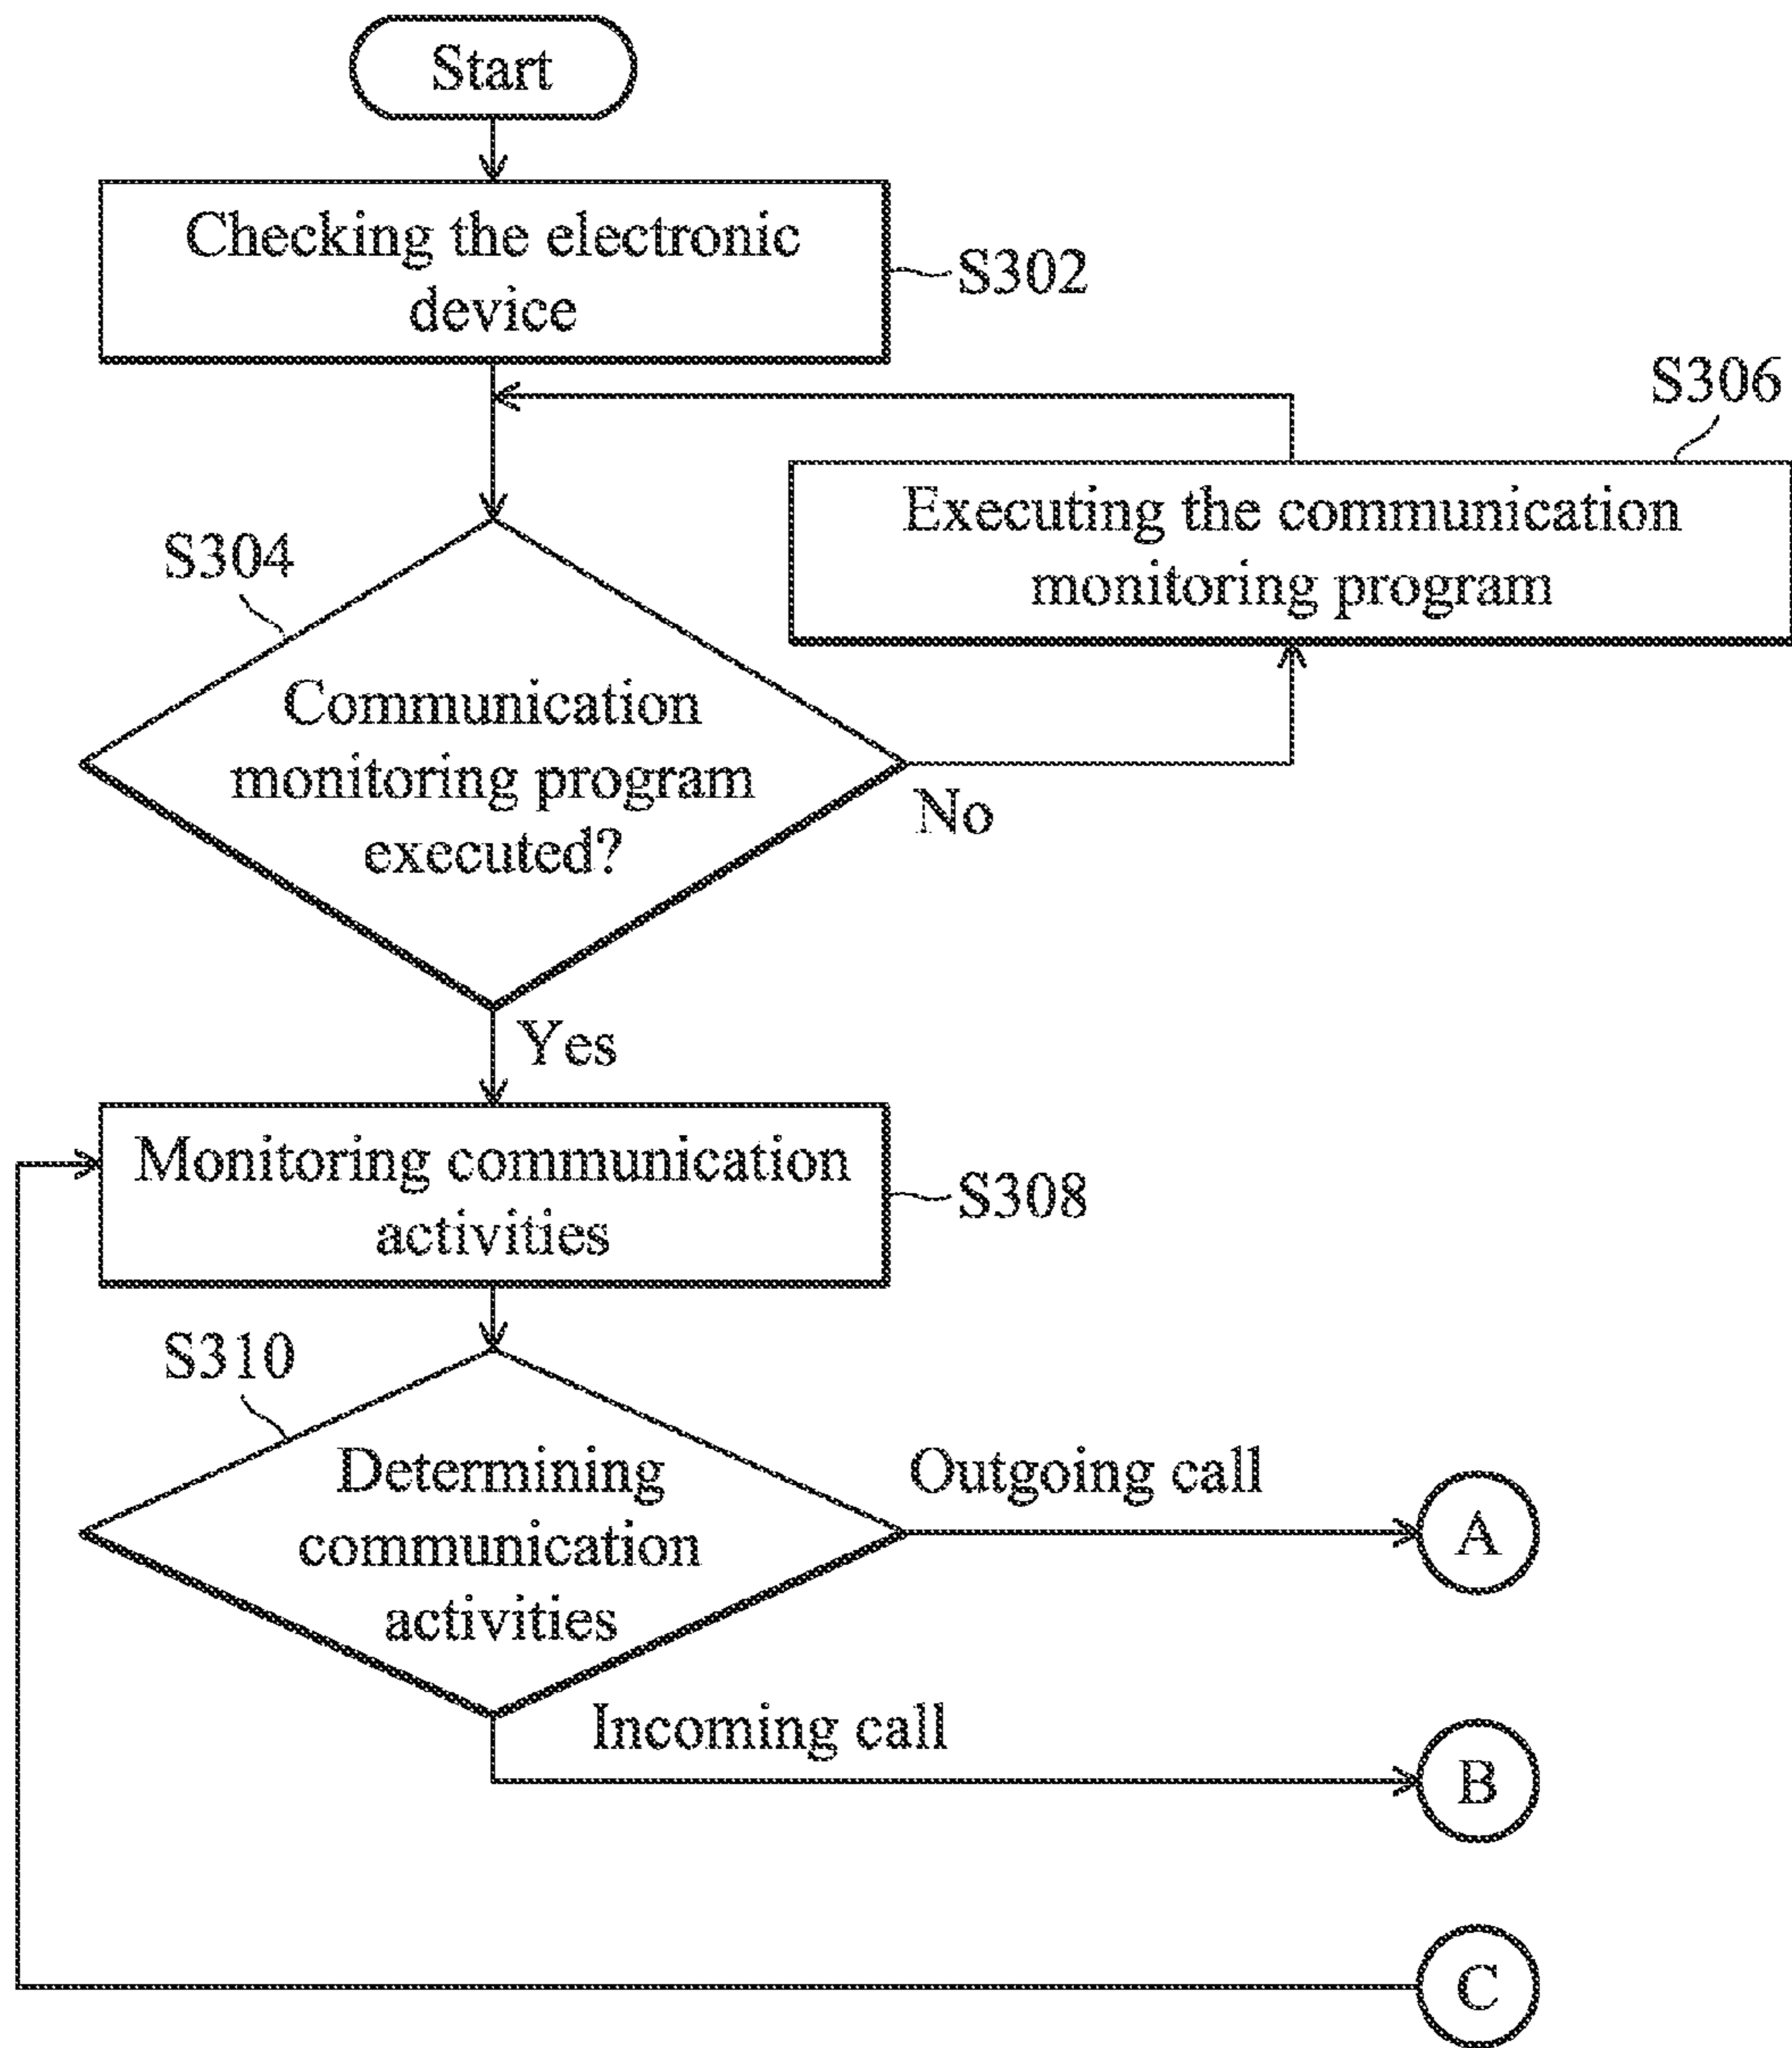 Start
Checking the electronic
device
S302
S306
Executing the communication
monitoring program
S304
Communication
monitoring program
executed?
No
Yes
Monitoring communication
activities
S308
S310
Determining
communication
activities
Outgoing call
A
Incoming call
B
C